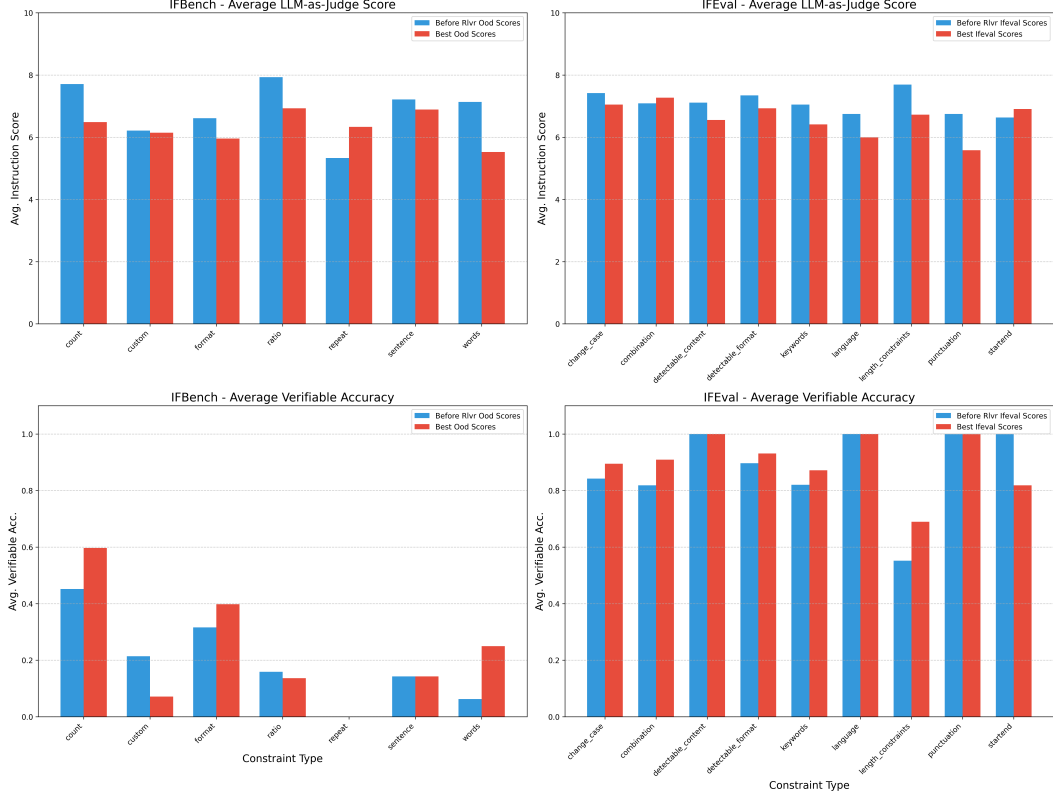 IFBench - Average LLM-as-Judge Score
10
8
6
4
2
0
Avg. Instruction Score
Before Rlvr Ood Scores
Best Ood Scores
count
custom
format
ratio
repeat
sentence
words
IFEval - Average LLM-as-Judge Score
10
8
6
4
2
0
Avg. Instruction Score
Before Rlvr Ifeval Scores
Best Ifeval Scores
change_case
combination
detectable_content
detectable_format
keywords
language
length_constraints
punctuation
startend
IFBench - Average Verifiable Accuracy
1.0
0.8
0.6
0.4
0.2
0.0
Avg. Verifiable Acc.
Before Rlvr Ood Scores
Best Ood Scores
count
custom
format
ratio
repeat
sentence
words
Constraint Type
IFEval - Average Verifiable Accuracy
1.0
0.8
0.6
0.4
0.2
0.0
Avg. Verifiable Acc.
Before Rlvr Ifeval Scores
Best Ifeval Scores
change_case
combination
detectable_content
detectable_format
keywords
language
length_constraints
punctuation
startend
Constraint Type